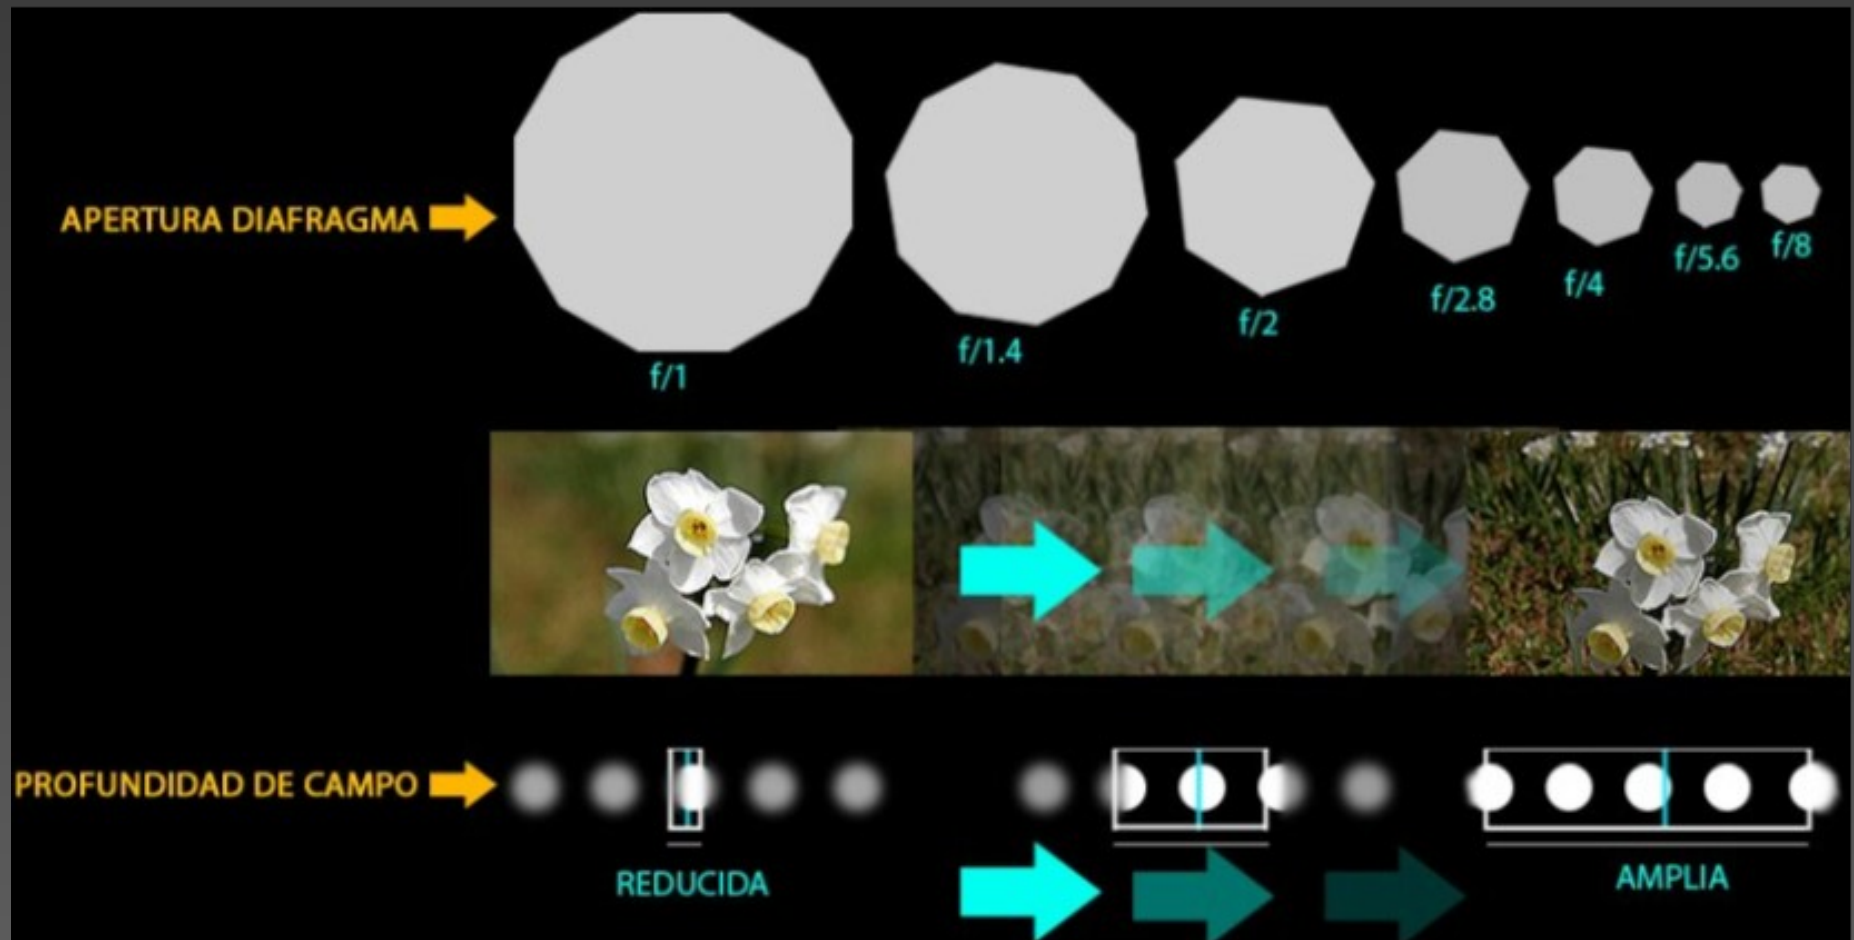 APERTURA DIAFRAGMA
f/1
f/1.4
f/2
f/2.8
f/4
f/5.6
f/8
PROFUNDIDAD DE CAMPO
REDUCIDA
AMPLIA